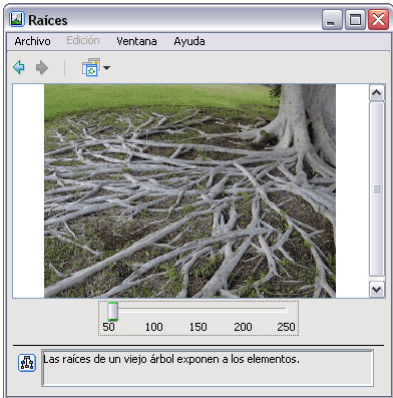 Raíces
Archivo Edición Ventana Ayuda
50 100 150 200 250
Las raíces de un viejo árbol exponen a los elementos.